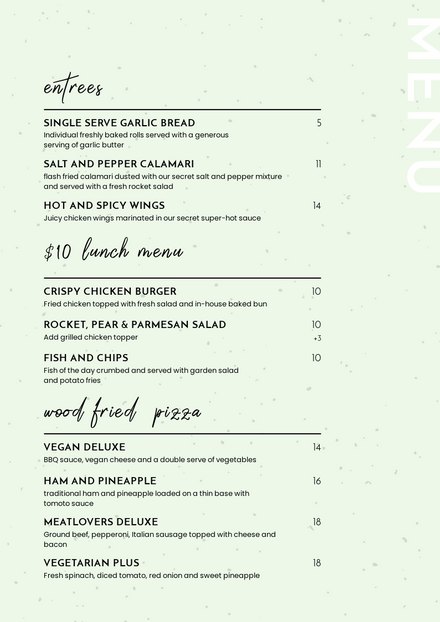 MENU
entrees
SINGLE SERVE GARLIC BREAD 5
Individual freshly baked rolls served with a generous
serving of garlic butter
SALT AND PEPPER CALAMARI 11
flash fried calamari dusted with our secret salt and pepper mixture
and served with a fresh rocket salad
HOT AND SPICY WINGS 14
Juicy chicken wings marinated in our secret super-hot sauce
$10 lunch menu
CRISPY CHICKEN BURGER 10
Fried chicken topped with fresh salad and in-house baked bun
ROCKET, PEAR & PARMESAN SALAD 10
Add grilled chicken topper +3
FISH AND CHIPS 10
Fish of the day crumbed and served with garden salad
and potato fries
wood fried pizza
VEGAN DELUXE 14
BBQ sauce, vegan cheese and a double serve of vegetables
HAM AND PINEAPPLE 16
traditional ham and pineapple loaded on a thin base with
tomato sauce
MEATLOVERS DELUXE 18
Ground beef, pepperoni, Italian sausage topped with cheese and
bacon
VEGETARIAN PLUS 18
Fresh spinach, diced tomato, red onion and sweet pineapple